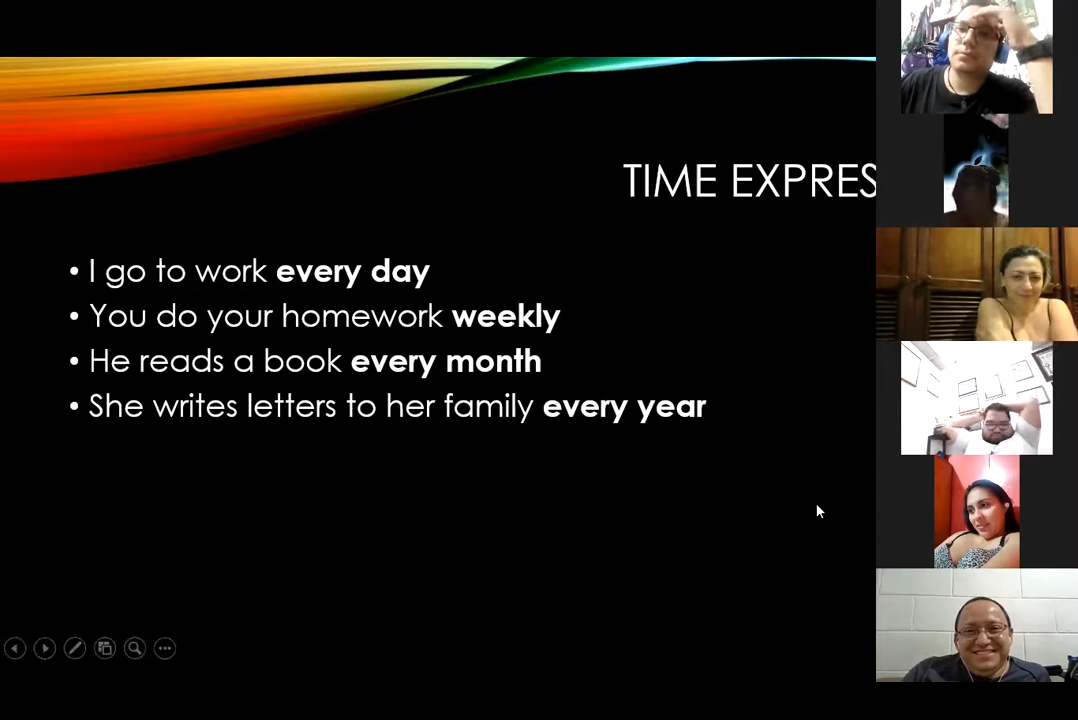 TIME EXPRES
• I go to work every day
• You do your homework weekly
• He reads a book every month
• She writes letters to her family every year